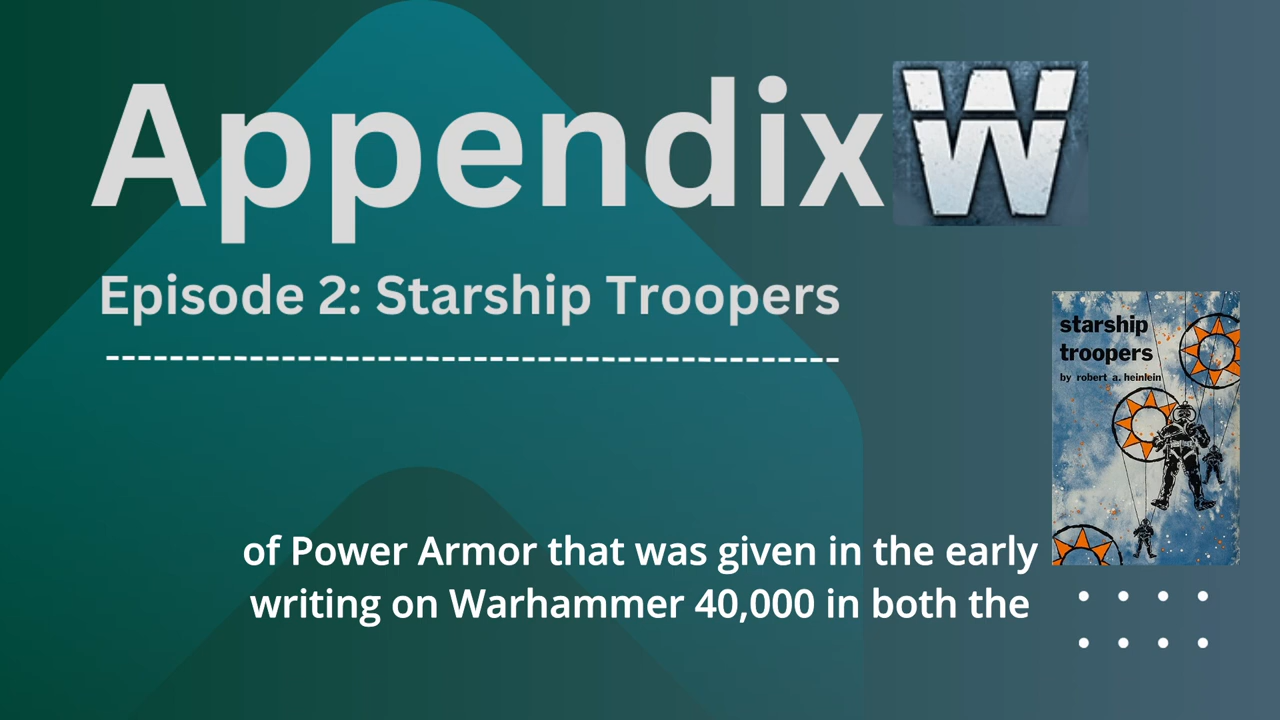 Appendix W
Episode 2: Starship Troopers
starship
troopers
by robert a. heinlein
of Power Armor that was given in the early
writing on Warhammer 40,000 in both the